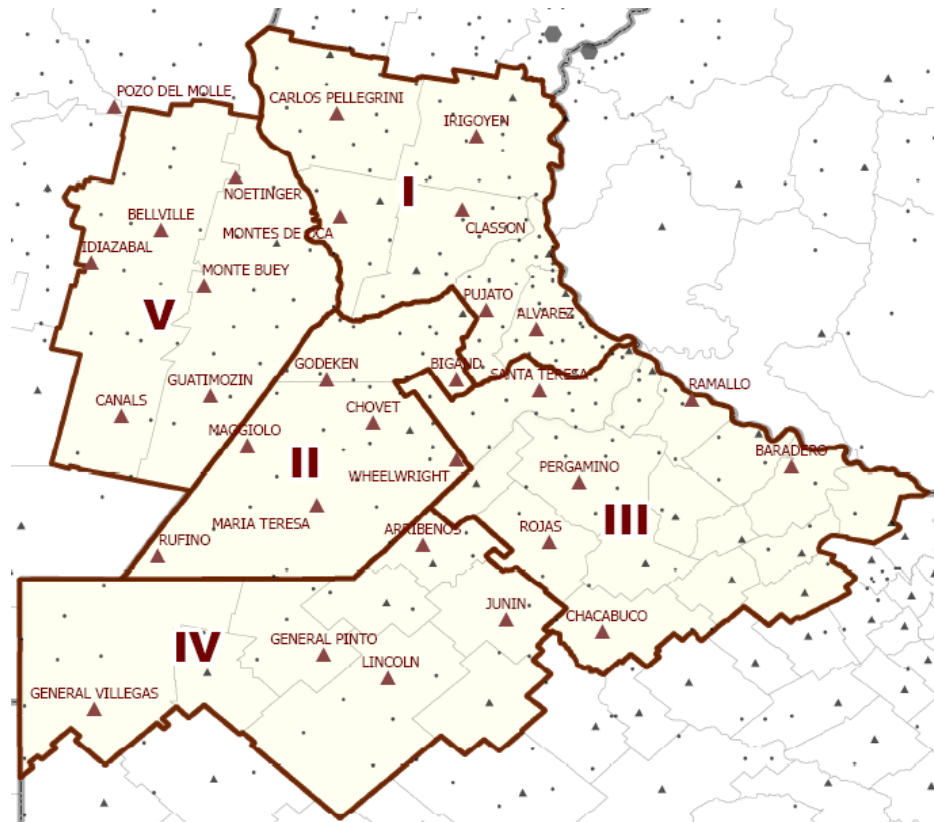 POZO DEL MOLLE
CARLOS PELLEGRINI
IRIGOYEN
NOETINGER
I
BELLVILLE
MONTES DE OCA
CLASSON
IDIAZABAL
MONTE BUEY
V
PUJATO
ALVAREZ
GODEKEN
BIGAND
SANTA TERESA
RAMALLO
GUATIMOZIN
CANALS
CHOVET
MAGGIOLO
II
BARADERO
WHEELWRIGHT
PERGAMINO
MARIA TERESA
ARRIBENOS
ROJAS
III
RUFINO
JUNIN
CHACABUCO
IV
GENERAL PINTO
LINCOLN
GENERAL VILLEGAS